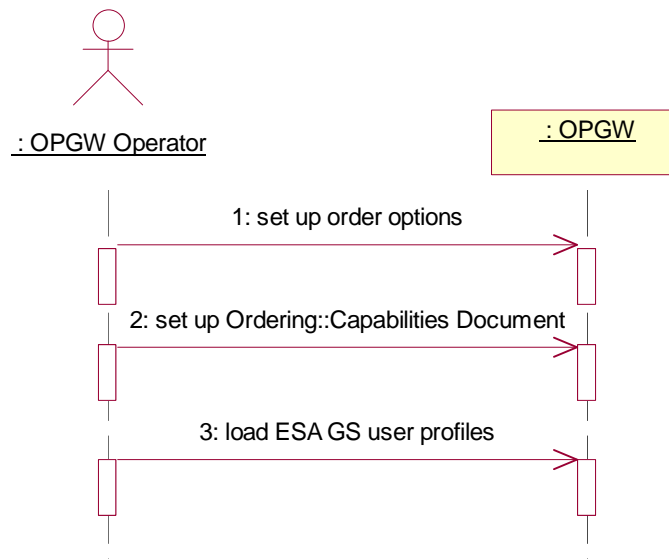 : OPGW Operator
: OPGW
1: set up order options
2: set up Ordering::Capabilities Document
3: load ESA GS user profiles